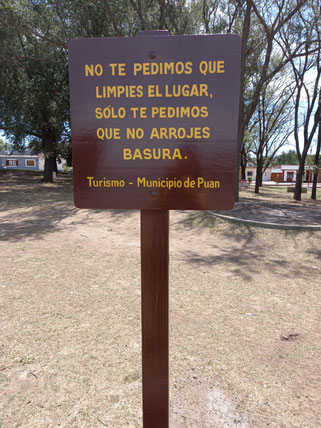 NO TE PEDIMOS QUE
LIMPIES EL LUGAR,
SÓLO TE PEDIMOS
QUE NO ARROJES
BASURA.
Turismo - Municipio de Puan